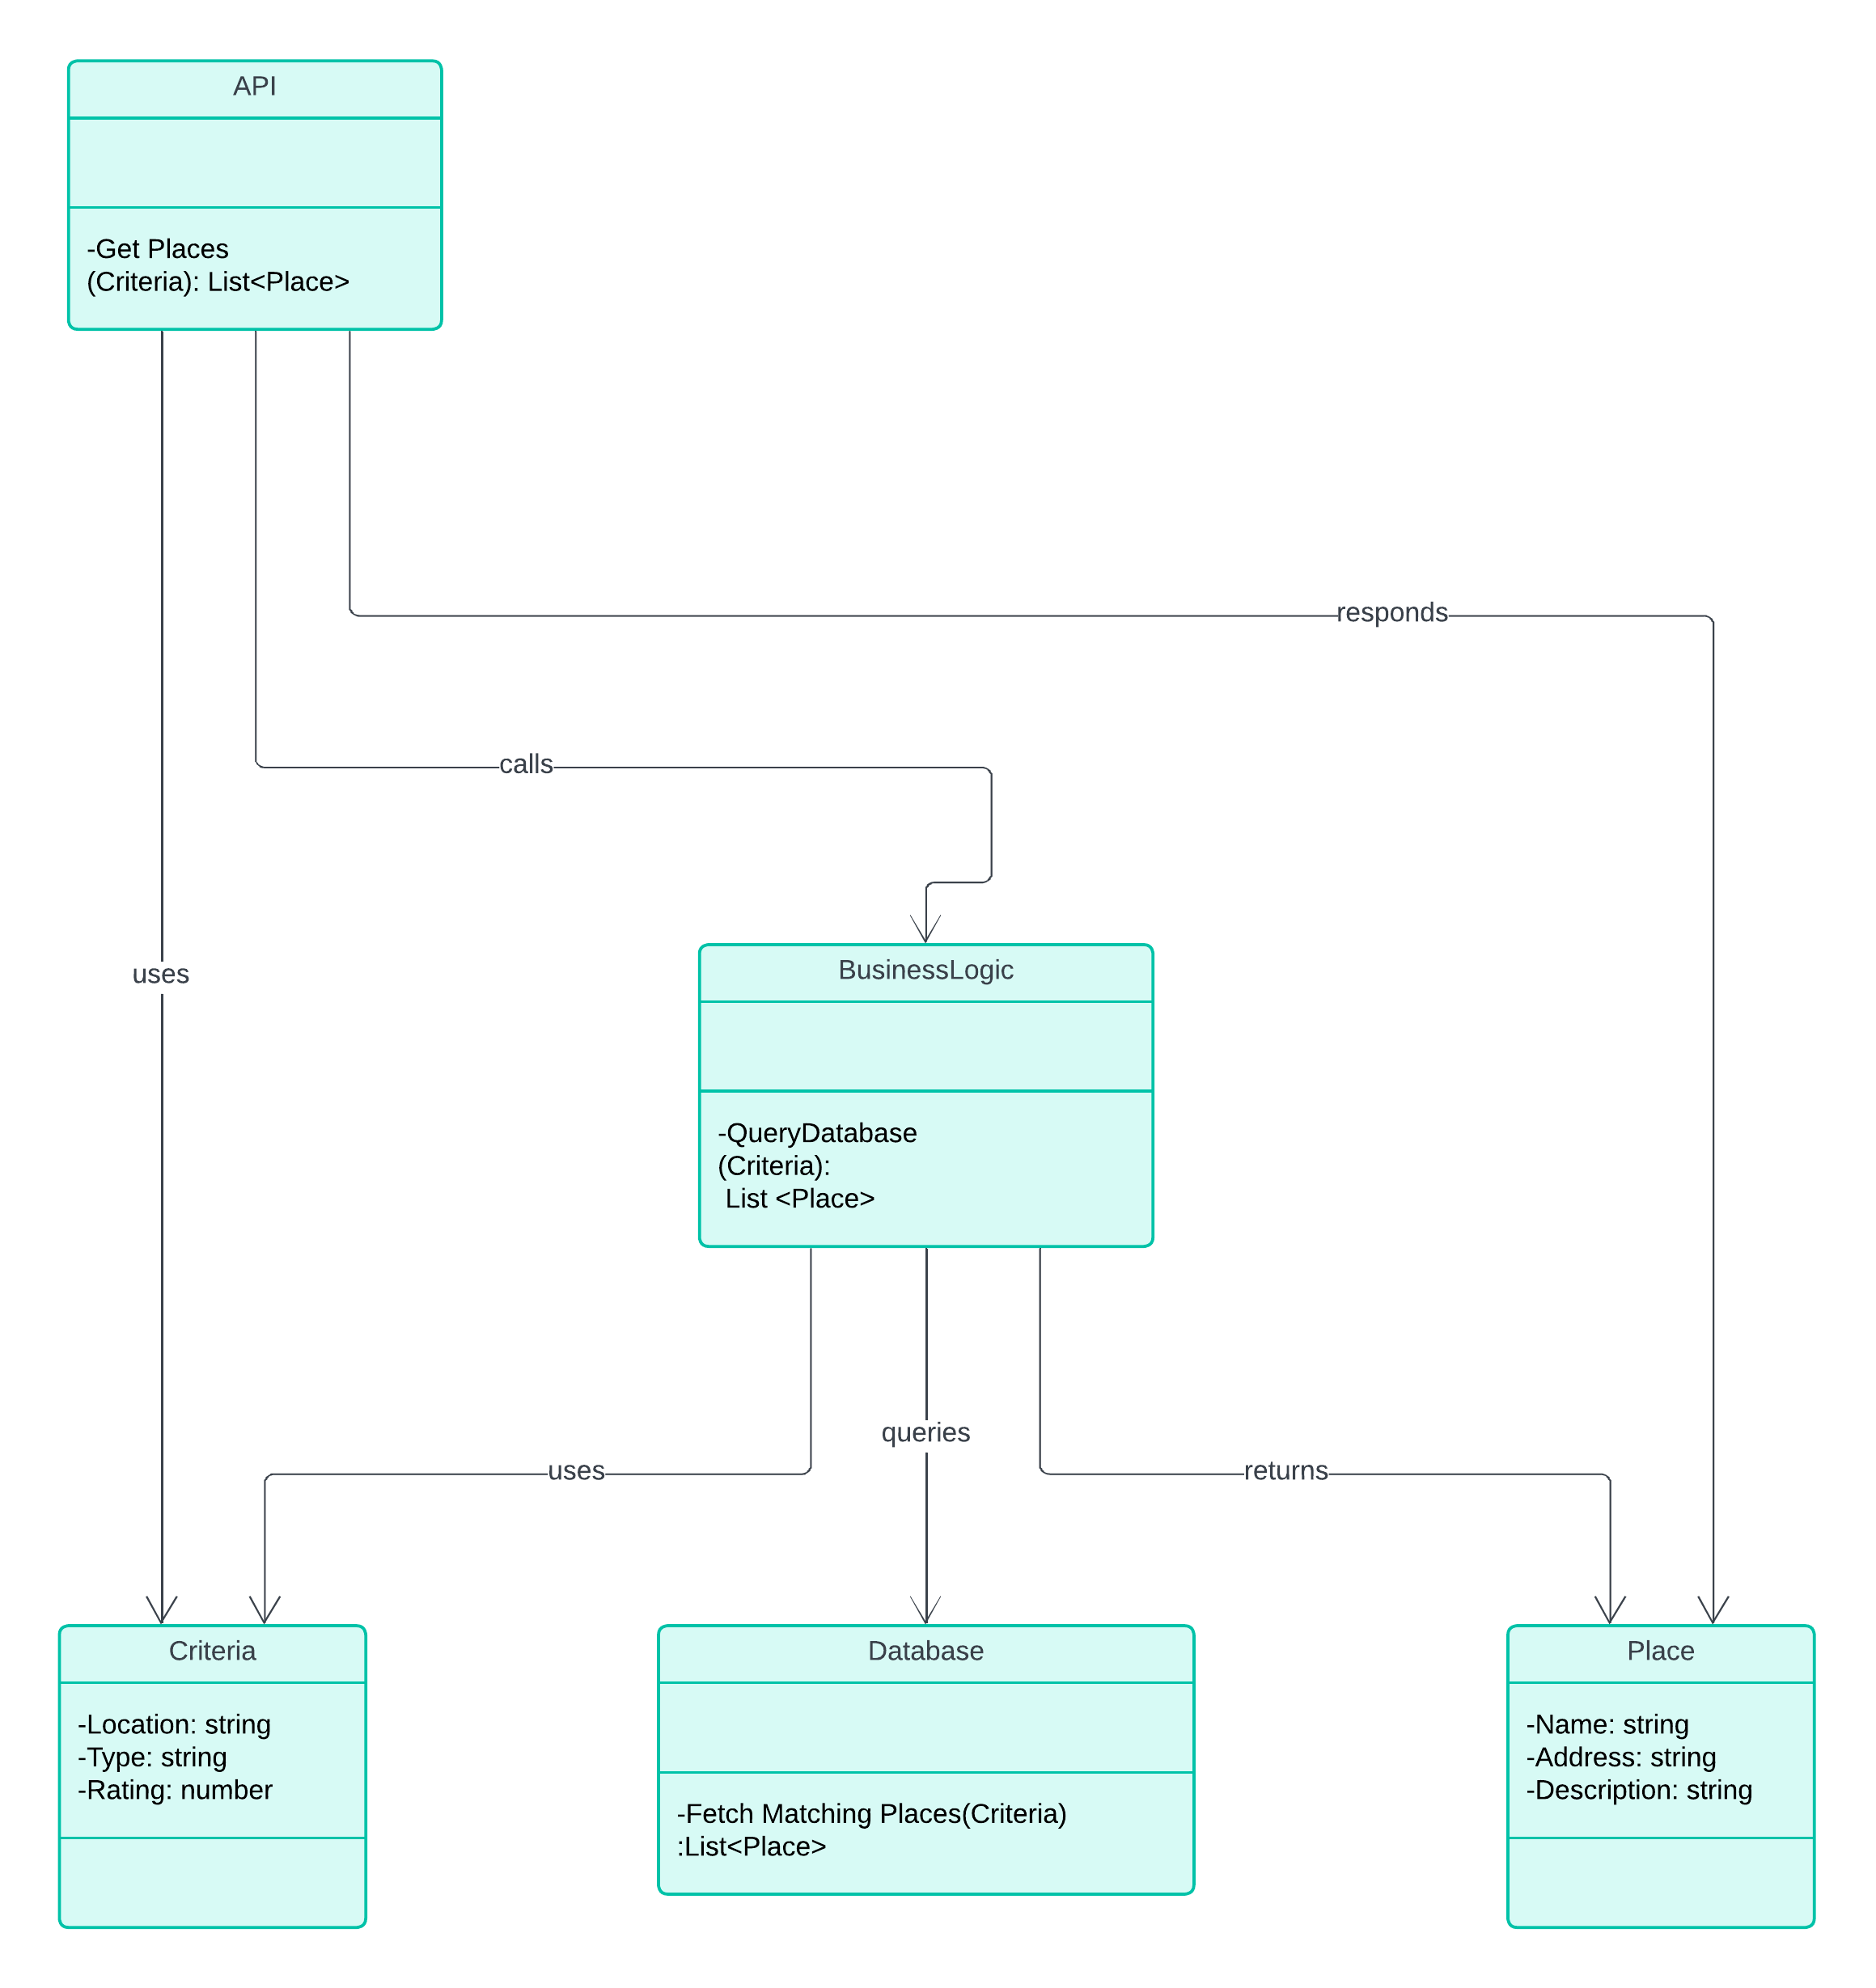 API
-Get Places
(Criteria): List<Place>
responds
calls
uses
BusinessLogic
-QueryDatabase
(Criteria):
List <Place>
queries
uses
returns
Criteria
-Location: string
-Type: string
-Rating: number
Database
-Fetch Matching Places(Criteria)
:List<Place>
Place
-Name: string
-Address: string
-Description: string